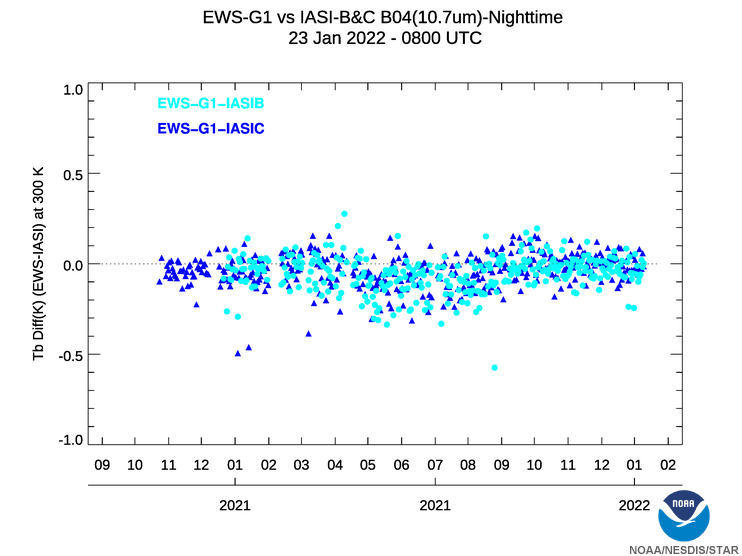 EWS-G1 vs IASI-B&C B04(10.7um)-Nighttime
23 Jan 2022 - 0800 UTC
EWS-G1-IASIB
EWS-G1-IASIC
Tb Diff(K) (EWS-IASI) at 300 K
1.0
0.5
0.0
-0.5
-1.0
09 10 11 12 01 02 03 04 05 06 07 08 09 10 11 12 01 02
2021 2021 2022
NOAA
NOAA/NESDIS/STAR